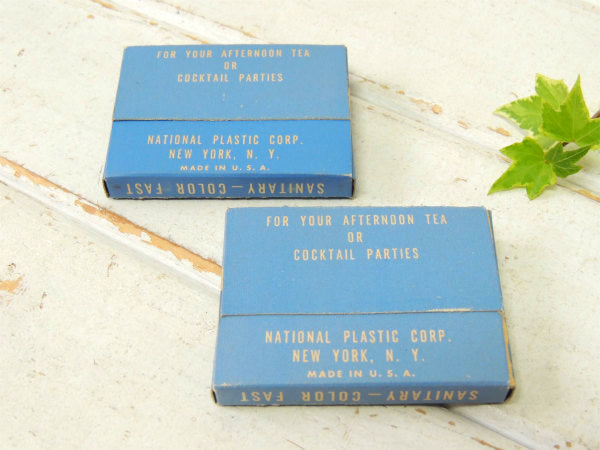 FOR YOUR AFTERNOON TEA
OR
COCKTAIL PARTIES
NATIONAL PLASTIC CORP.
NEW YORK, N. Y.
MADE IN U. S. A.
SANITARY — COLOR FAST
FOR YOUR AFTERNOON TEA
OR
COCKTAIL PARTIES
NATIONAL PLASTIC CORP.
NEW YORK, N. Y.
MADE IN U. S. A.
SANITARY — COLOR FAST